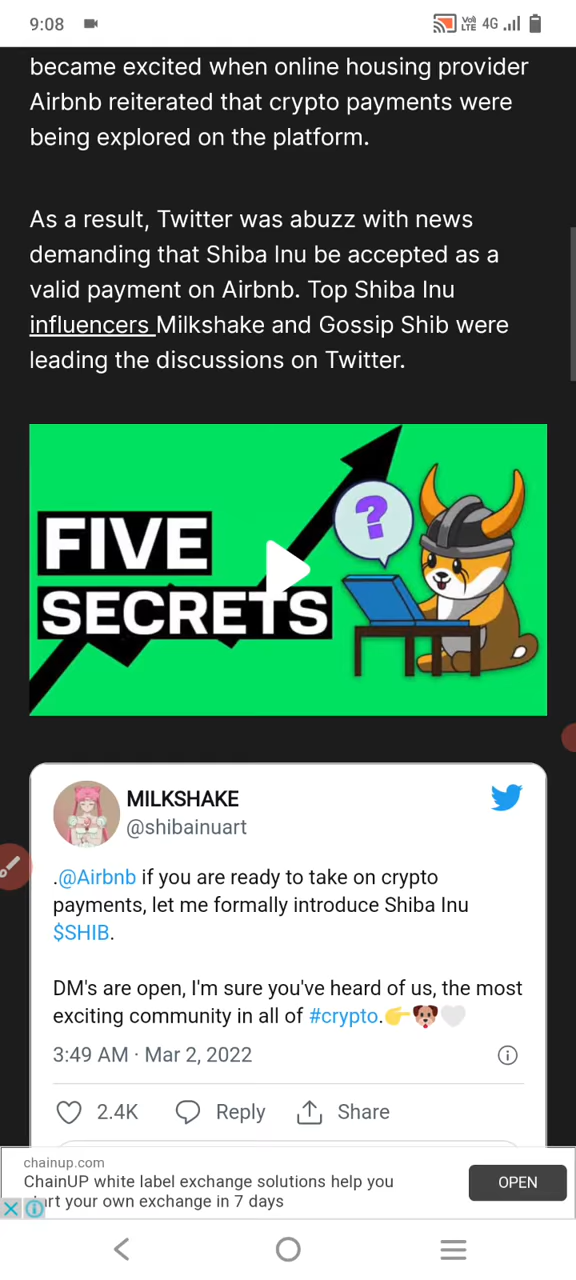 9:08
Vo)
LTE
4G
became excited when online housing provider
Airbnb reiterated that crypto payments were
being explored on the platform.
As a result, Twitter was abuzz with news
demanding that Shiba Inu be accepted as a
valid payment on Airbnb. Top Shiba Inu
influencers Milkshake and Gossip Shib were
leading the discussions on Twitter.
FIVE
SECRETS
?
MILKSHAKE
@shibainuart
.@Airbnb if you are ready to take on crypto
payments, let me formally introduce Shiba Inu
$SHIB.
DM's are open, I'm sure you've heard of us, the most
exciting community in all of #crypto.👉🐶🤍
3:49 AM · Mar 2, 2022
2.4K Reply Share
chainup.com
ChainUP white label exchange solutions help you
your own exchange in 7 days
OPEN